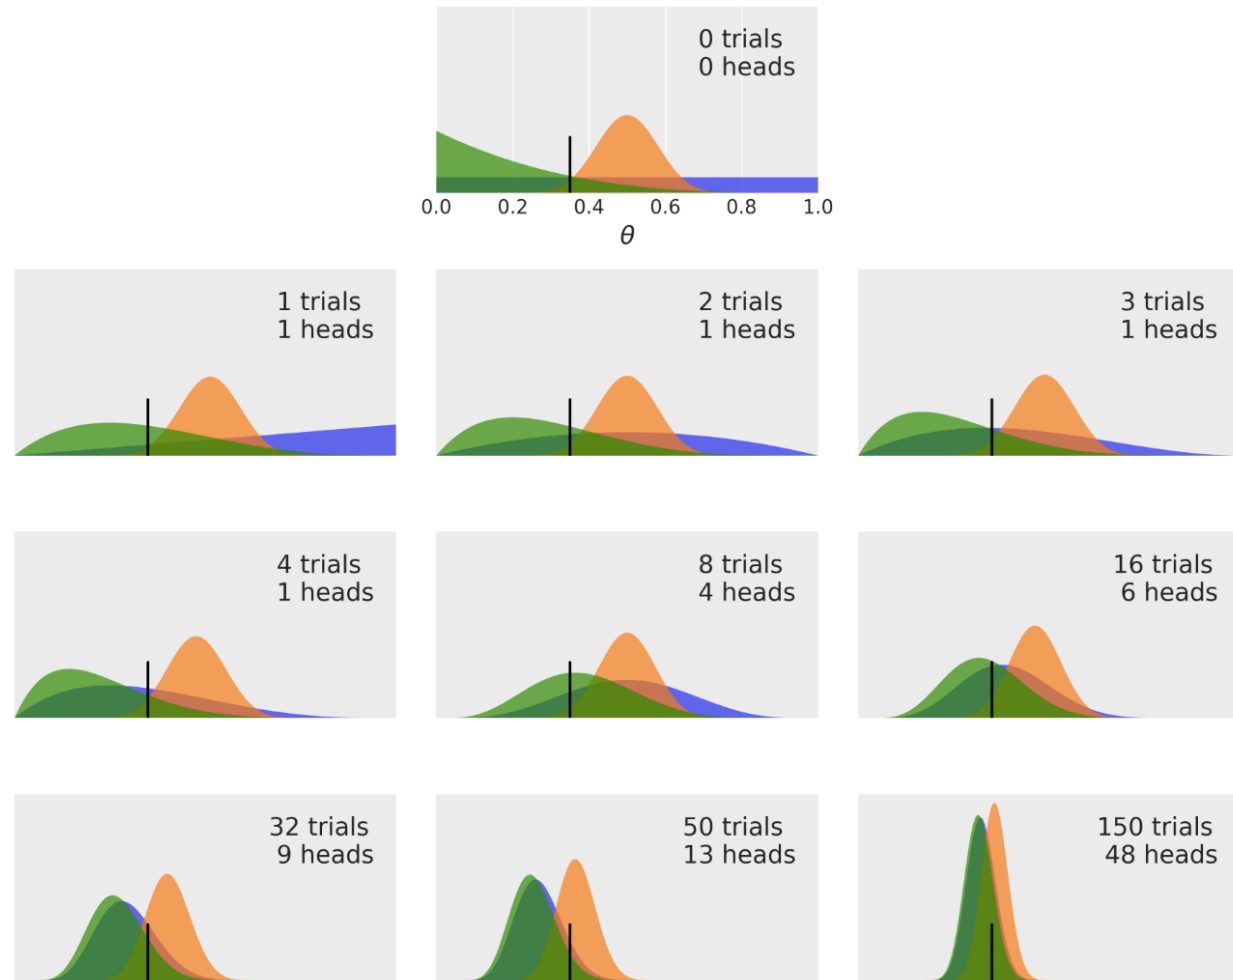 0 trials
0 heads
0.0 0.2 0.4 0.6 0.8 1.0
θ
1 trials
1 heads
2 trials
1 heads
3 trials
1 heads
4 trials
1 heads
8 trials
4 heads
16 trials
6 heads
32 trials
9 heads
50 trials
13 heads
150 trials
48 heads